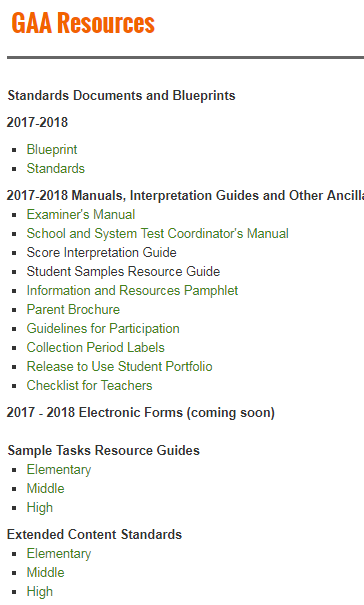 GAA Resources
Standards Documents and Blueprints
2017-2018
Blueprint
Standards
2017-2018 Manuals, Interpretation Guides and Other
Examiner's Manual
School and System Test Coordinator's Manual
Score Interpretation Guide
Student Samples Resource Guide
Information and Resources Pamphlet
Parent Brochure
Guidelines for Participation
Collection Period Labels
Release to Use Student Portfolio
Checklist for Teachers
2017 - 2018 Electronic Forms (coming soon)
Sample Tasks Resource Guides
Elementary
Middle
High
Extended Content Standards
Elementary
Middle
High